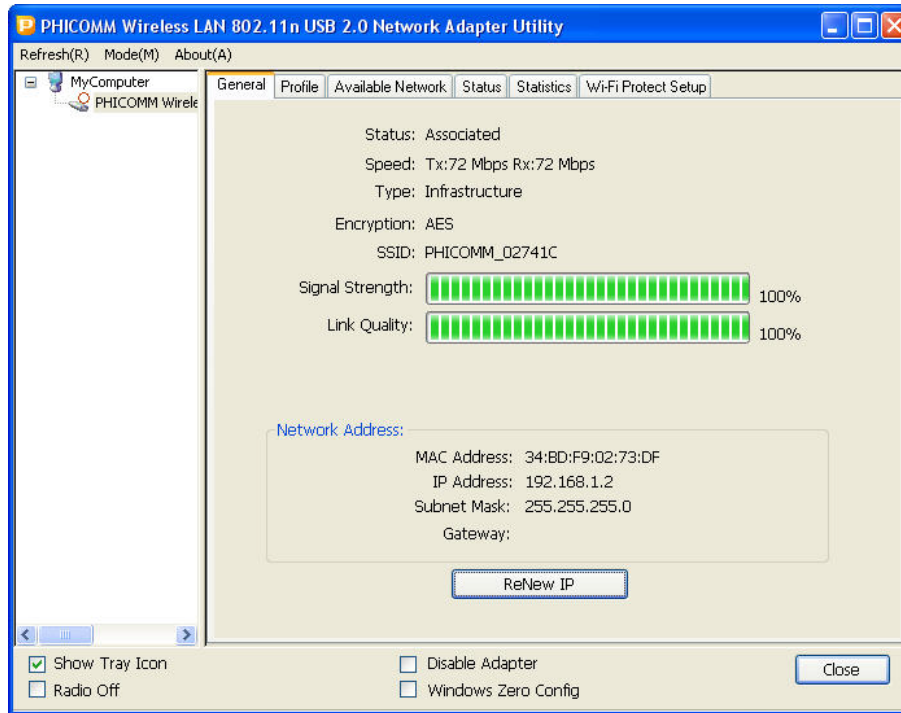 PHICOMM Wireless LAN 802.11n USB 2.0 Network Adapter Utility
Refresh(R) Mode(M) About(A)
MyComputer
PHICOMM Wirele
General Profile Available Network Status Statistics Wi-Fi Protect Setup
Status: Associated
Speed: Tx:72 Mbps Rx:72 Mbps
Type: Infrastructure
Encryption: AES
SSID: PHICOMM_02741C
Signal Strength: 100%
Link Quality: 100%
Network Address:
MAC Address: 34:BD:F9:02:73:DF
IP Address: 192.168.1.2
Subnet Mask: 255.255.255.0
Gateway:
ReNew IP
Show Tray Icon Disable Adapter
Radio Off Windows Zero Config
Close